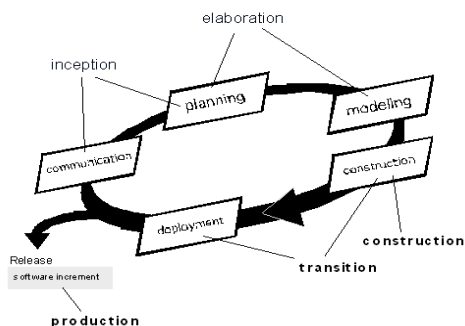 elaboration
inception
planning
modeling
communication
construction
deployment
construction
Release
transition
software increment
production